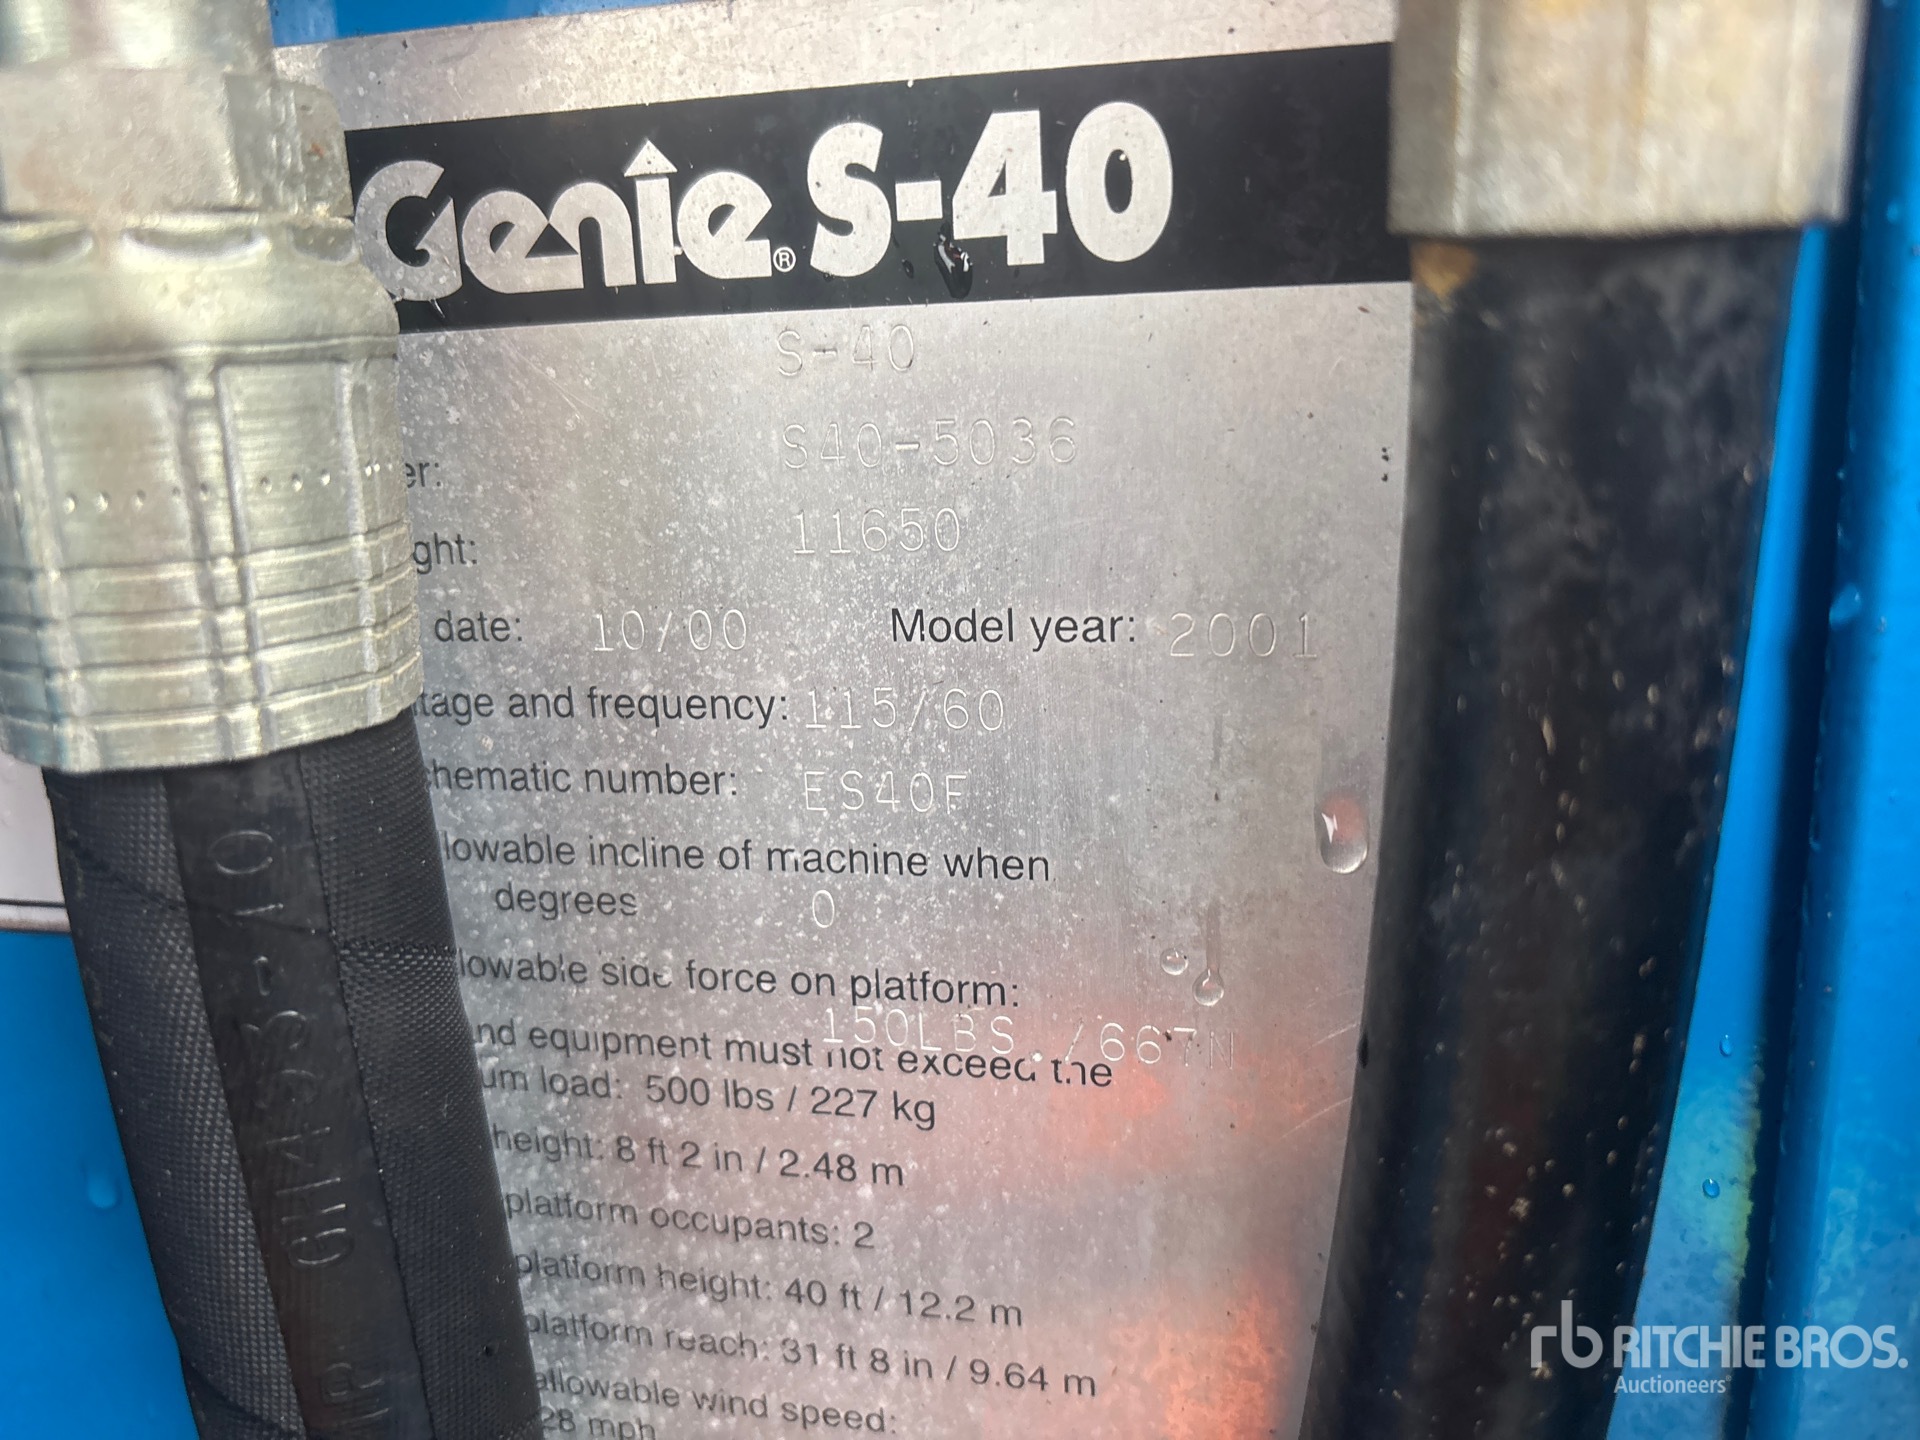 Genie® S-40
S-40
er: S40-5036
ght: 11650
date: 10/00 Model year: 2001
tage and frequency: 115/60
hematic number: ES40F
lowable incline of machine when
degrees 0
lowable side force on platform:
150LBS./667N
nd equipment must not exceed the
um load: 500 lbs / 227 kg
height: 8 ft 2 in / 2.48 m
platform occupants: 2
platform height: 40 ft / 12.2 m
platform reach: 31 ft 8 in / 9.64 m
allowable wind speed:
28 mph
rb RITCHIE BROS.
Auctioneers